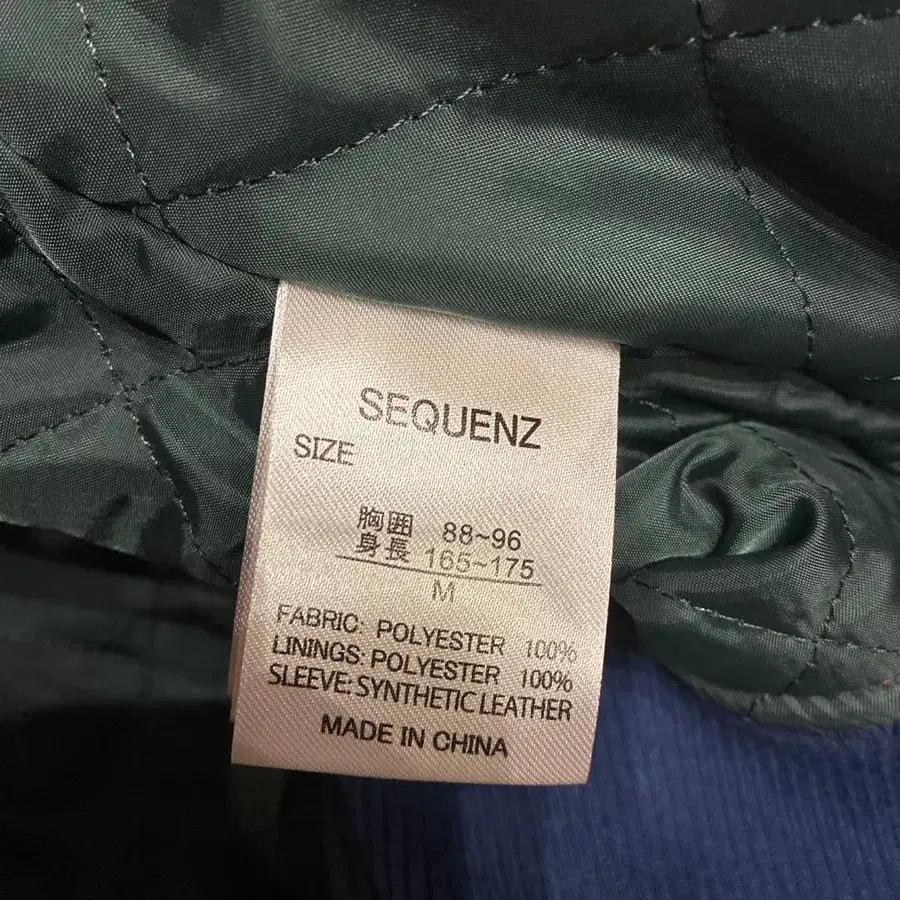 SEQUENZ
SIZE
胸囲 88~96
身長 165~175
M
FABRIC: POLYESTER 100%
LININGS: POLYESTER 100%
SLEEVE: SYNTHETIC LEATHER
MADE IN CHINA